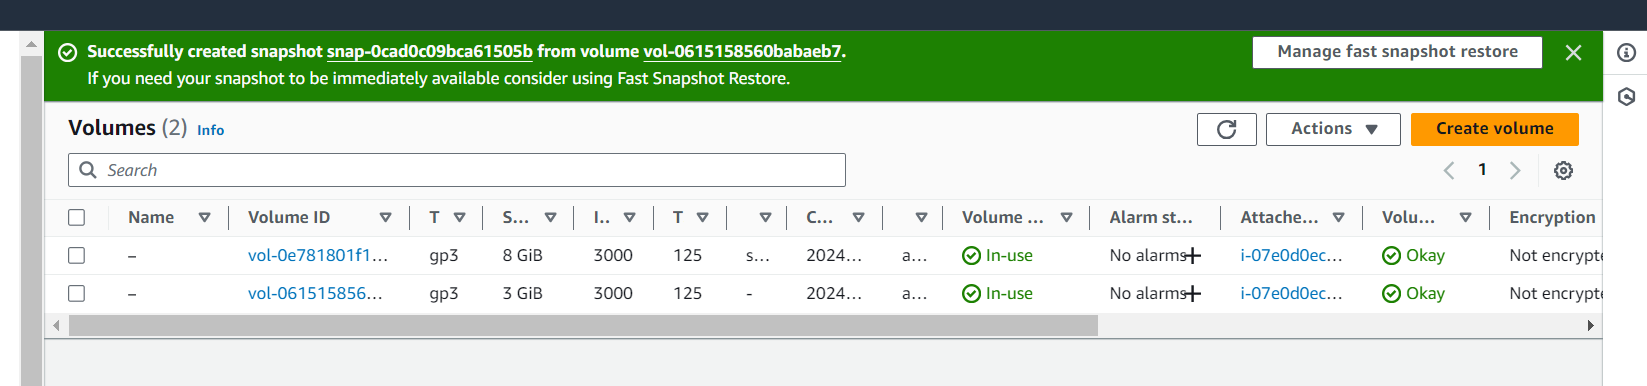 Successfully created snapshot snap-0cad0c09bca61505b from volume vol-0615158560babaeb7.
If you need your snapshot to be immediately available consider using Fast Snapshot Restore.
Manage fast snapshot restore
Volumes (2) Info
Actions
Create volume
Search
1
Name Volume ID T S... I.. T C... Volume ... Alarm st... Attache... Volu... Encryption
– vol-0e781801f1... gp3 8 GiB 3000 125 s... 2024... a... In-use No alarms i-07e0d0ec... Okay Not encrypte
– vol-061515856... gp3 3 GiB 3000 125 - 2024... a... In-use No alarms i-07e0d0ec... Okay Not encrypte